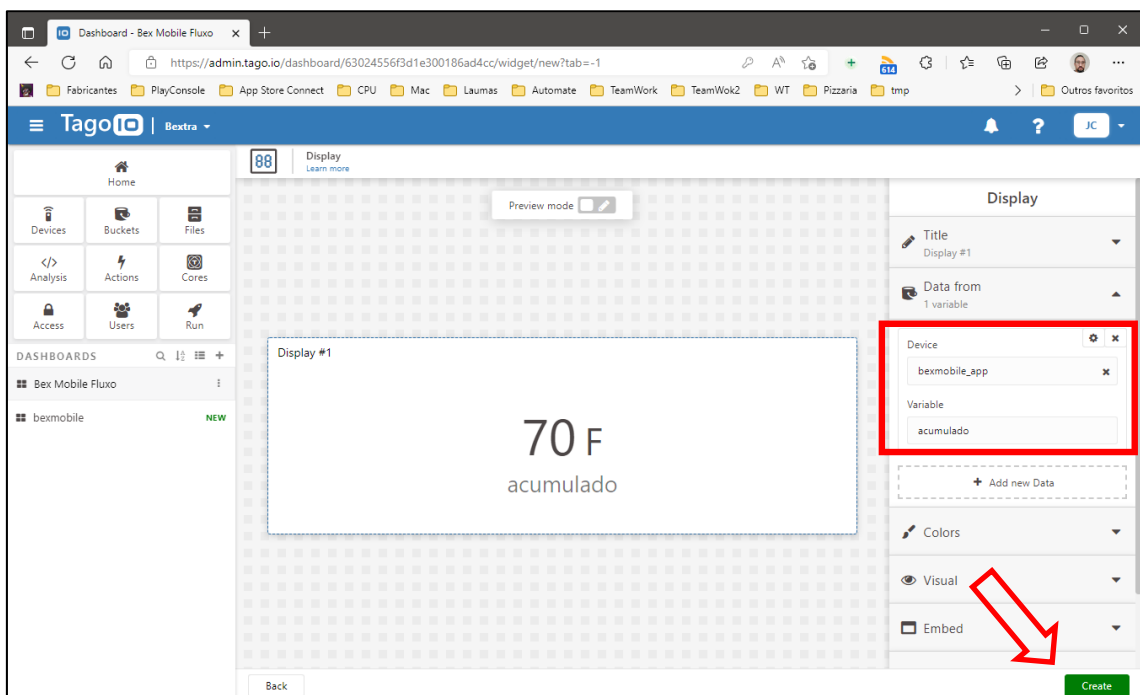 Dashboard - Bex Mobile Fluxo
https://admin.tago.io/dashboard/63024556f3d1e300186ad4cc/widget/new?tab=-1
614
Fabricantes PlayConsole App Store Connect CPU Mac Laumas Automate TeamWork TeamWok2 WT Pizzaria tmp Outros favoritos
Tago IO | Bextra JC
88 Display
Learn more
Home
Devices Buckets Files
Analysis Actions Cores
Access Users Run
DASHBOARDS
Bex Mobile Fluxo
bexmobile NEW
Preview mode
Display #1
70 F
acumulado
Display
Title
Display #1
Data from
1 variable
Device
bexmobile_app
Variable
acumulado
+ Add new Data
Colors
Visual
Embed
Back
Create